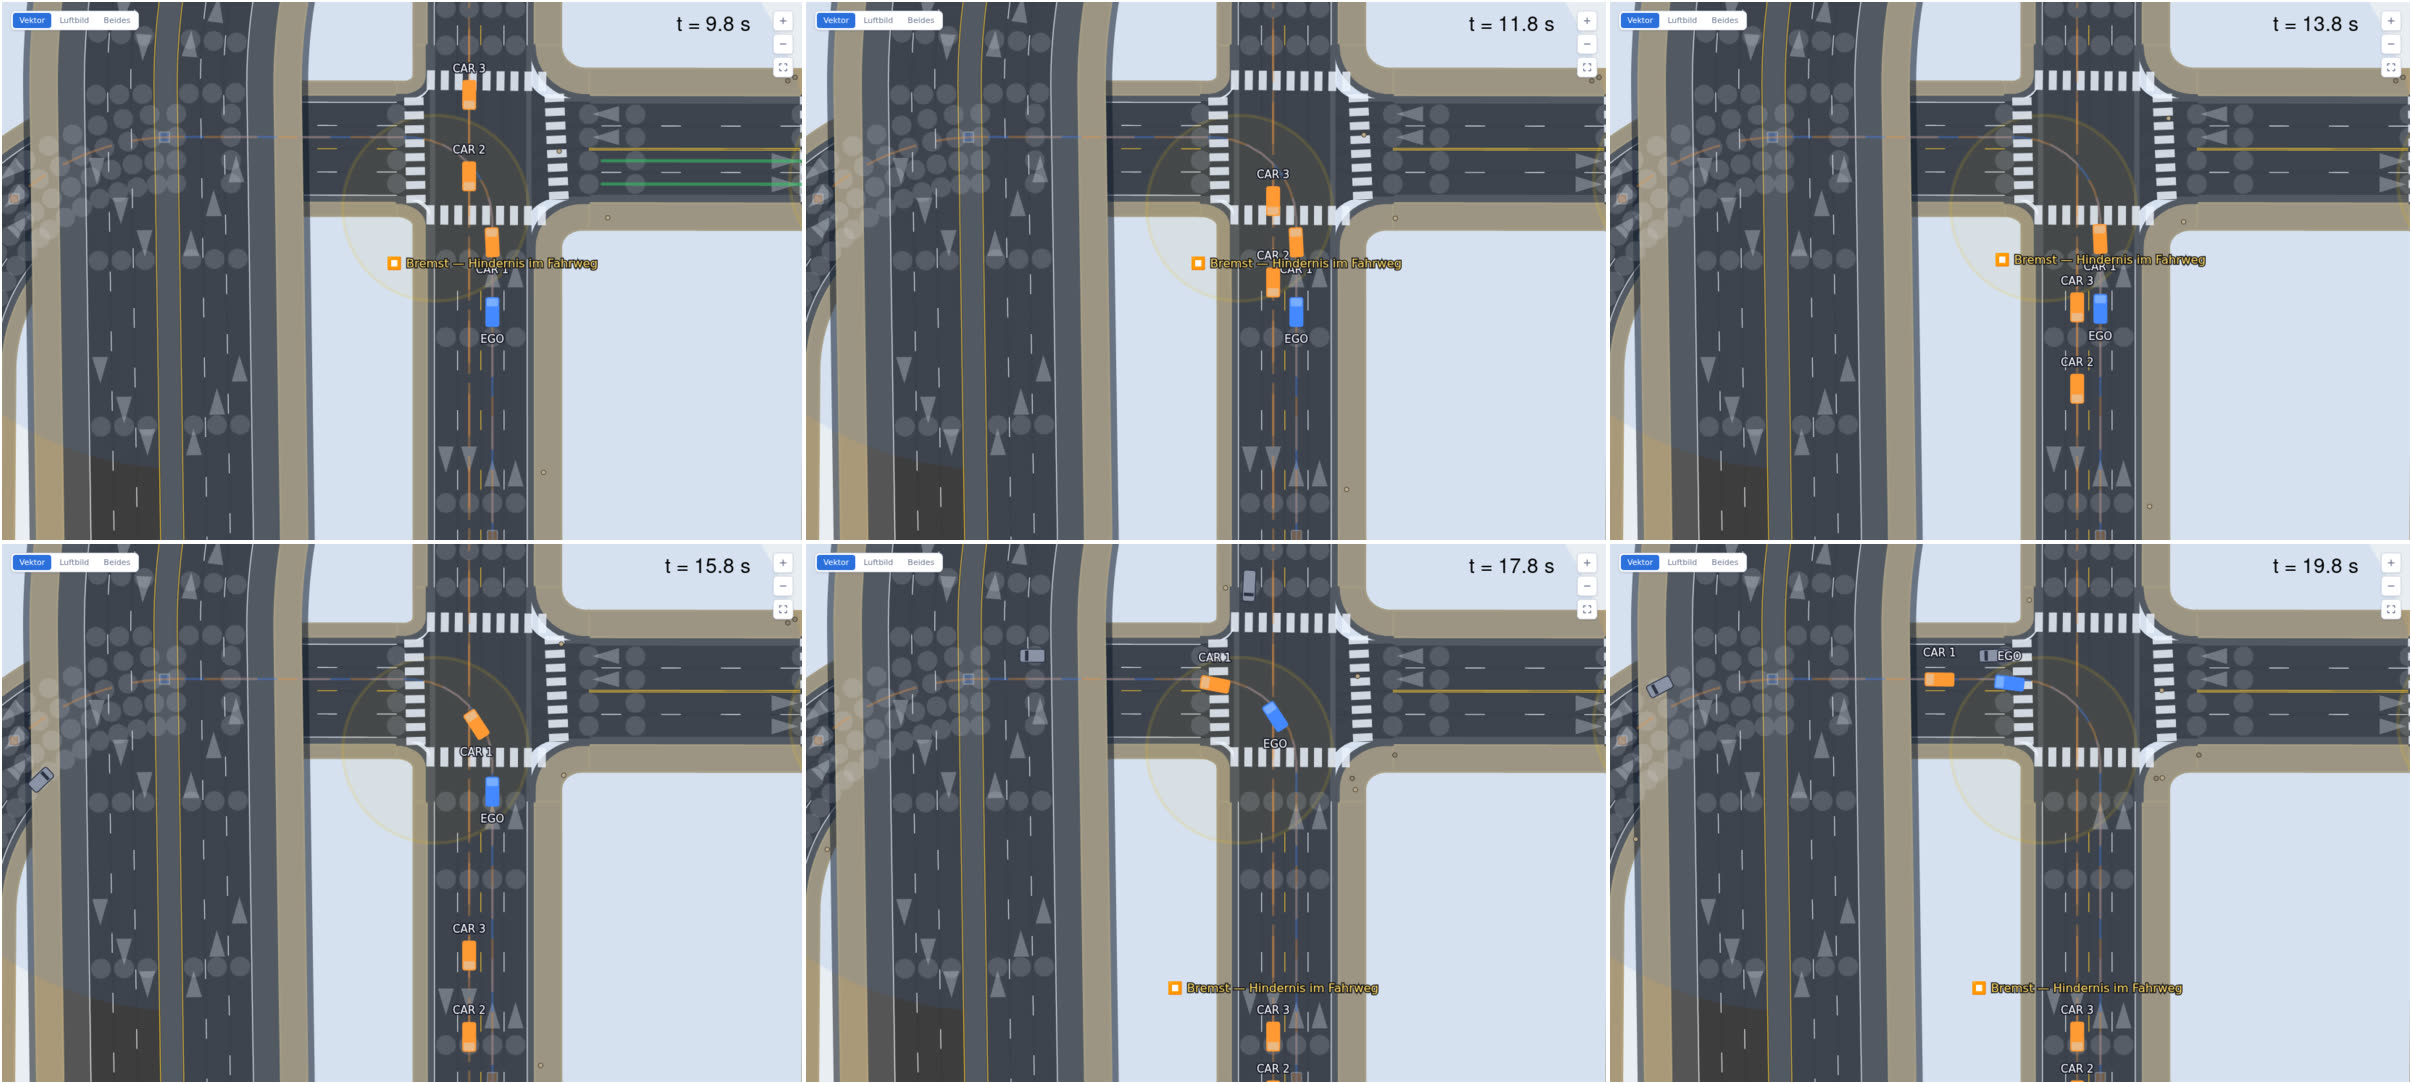 Vektor Luftbild Beides t = 9.8 s +
−
CAR 3
CAR 2
Bremst — Hindernis im Fahrweg
CAR 1
EGO
Vektor Luftbild Beides t = 11.8 s +
−
CAR 3
CAR 2
Bremst — Hindernis im Fahrweg
CAR 1
EGO
Vektor Luftbild Beides t = 13.8 s +
−
Bremst — Hindernis im Fahrweg
CAR 1
CAR 3
EGO
CAR 2
Vektor Luftbild Beides t = 15.8 s +
−
CAR 1
EGO
CAR 3
CAR 2
Vektor Luftbild Beides t = 17.8 s +
−
CAR 1
EGO
Bremst — Hindernis im Fahrweg
CAR 3
CAR 2
Vektor Luftbild Beides t = 19.8 s +
−
CAR 1 EGO
Bremst — Hindernis im Fahrweg
CAR 3
CAR 2